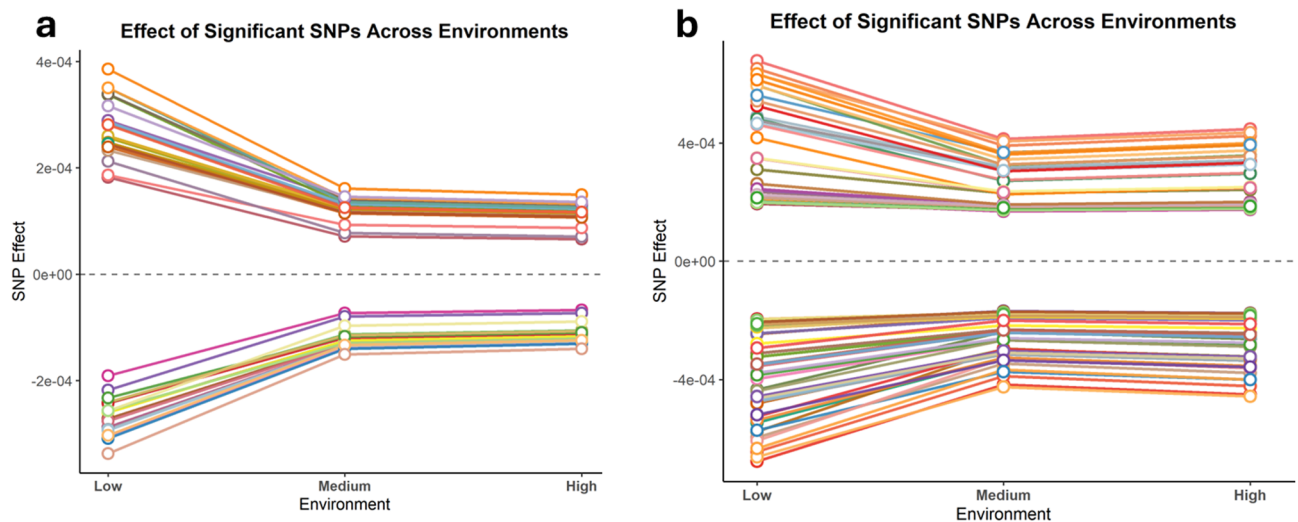 a
Effect of Significant SNPs Across Environments
4e-04
2e-04
0e+00
-2e-04
SNP Effect
Low
Medium
High
Environment
b
Effect of Significant SNPs Across Environments
4e-04
0e+00
-4e-04
SNP Effect
Low
Medium
High
Environment